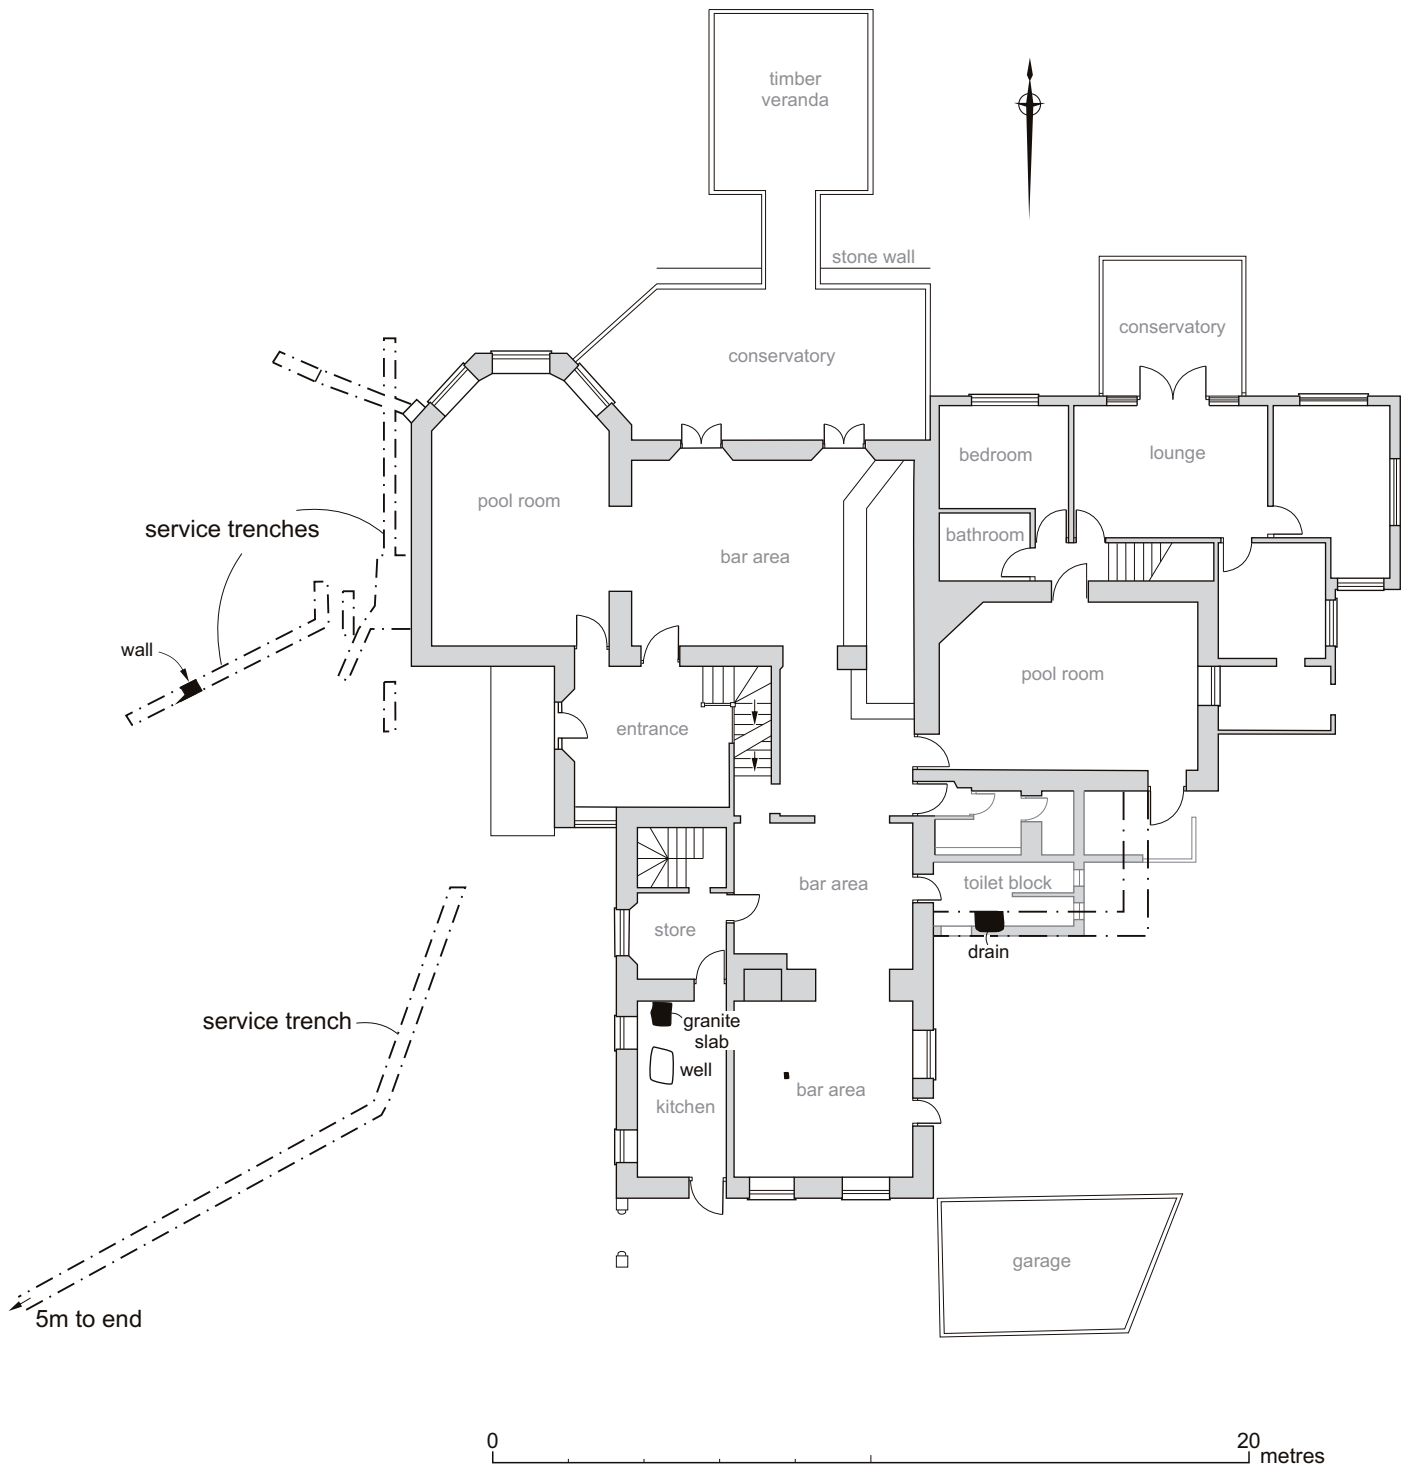 timber
veranda
stone wall
conservatory
conservatory
bedroom
lounge
pool room
service trenches
bathroom
bar area
wall
pool room
entrance
bar area
toilet block
store
drain
service trench
granite
slab
well
bar area
kitchen
garage
5m to end
0
20
metres